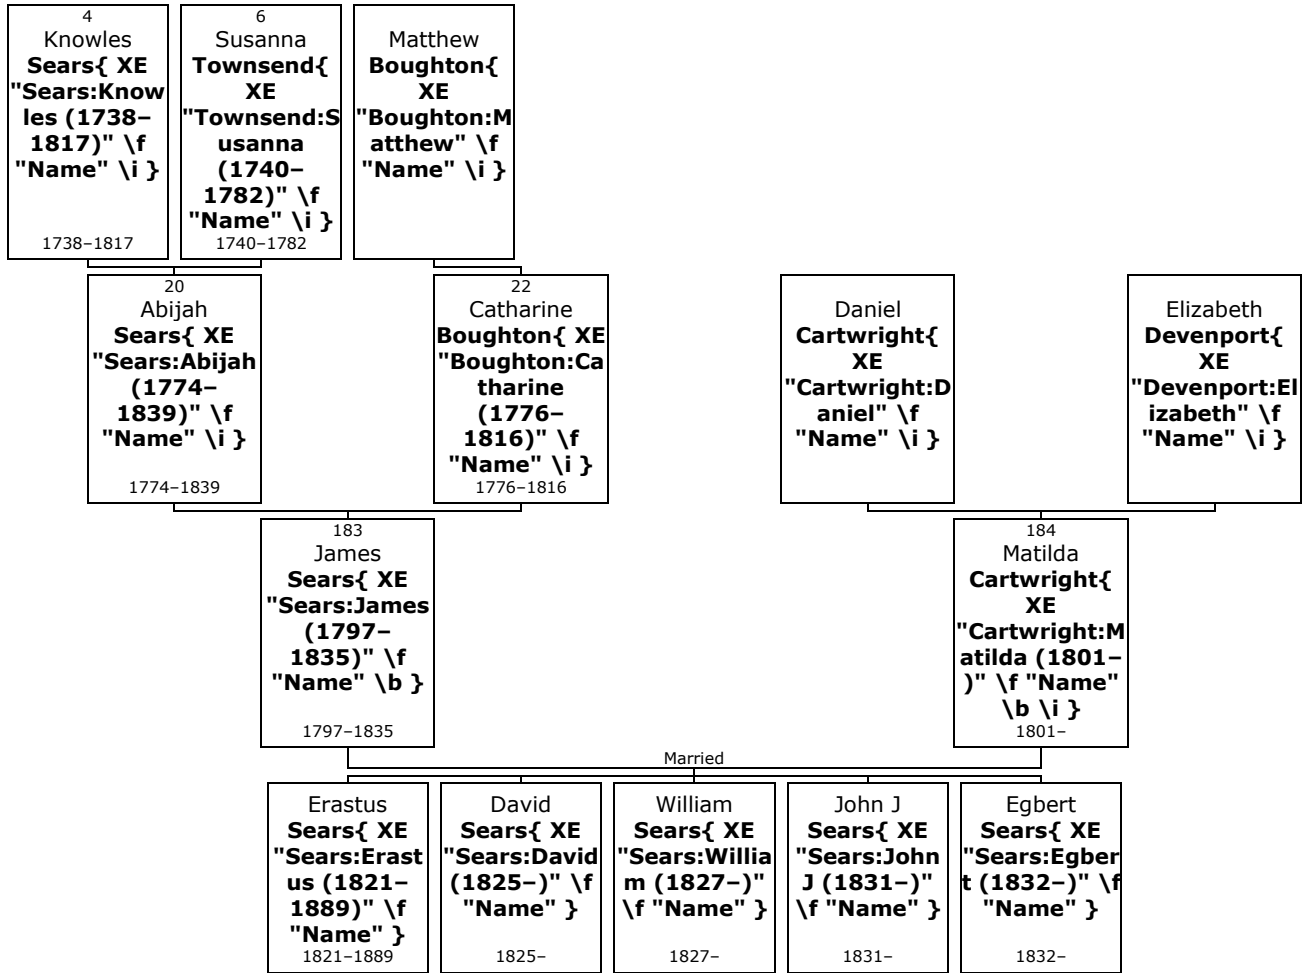 4
Knowles
Sears{ XE
"Sears:Know
les (1738–
1817)" \f
"Name" \i }
1738–1817
6
Susanna
Townsend{
XE
"Townsend:S
usanna
(1740–
1782)" \f
"Name" \i }
1740–1782
Matthew
Boughton{
XE
"Boughton:M
atthew" \f
"Name" \i }
20
Abijah
Sears{ XE
"Sears:Abijah
(1774–
1839)" \f
"Name" \i }
1774–1839
22
Catharine
Boughton{ XE
"Boughton:Ca
tharine
(1776–
1816)" \f
"Name" \i }
1776–1816
Daniel
Cartwright{
XE
"Cartwright:D
aniel" \f
"Name" \i }
Elizabeth
Devenport{
XE
"Devenport:El
izabeth" \f
"Name" \i }
183
James
Sears{ XE
"Sears:James
(1797–
1835)" \f
"Name" \b }
1797–1835
184
Matilda
Cartwright{
XE
"Cartwright:M
atilda (1801–
)" \f "Name"
\b \i }
1801–
Married
Erastus
Sears{ XE
"Sears:Erast
us (1821–
1889)" \f
"Name" }
1821–1889
David
Sears{ XE
"Sears:David
(1825–)" \f
"Name" }
1825–
William
Sears{ XE
"Sears:Willia
m (1827–)"
\f "Name" }
1827–
John J
Sears{ XE
"Sears:John
J (1831–)"
\f "Name" }
1831–
Egbert
Sears{ XE
"Sears:Egber
t (1832–)" \f
"Name" }
1832–